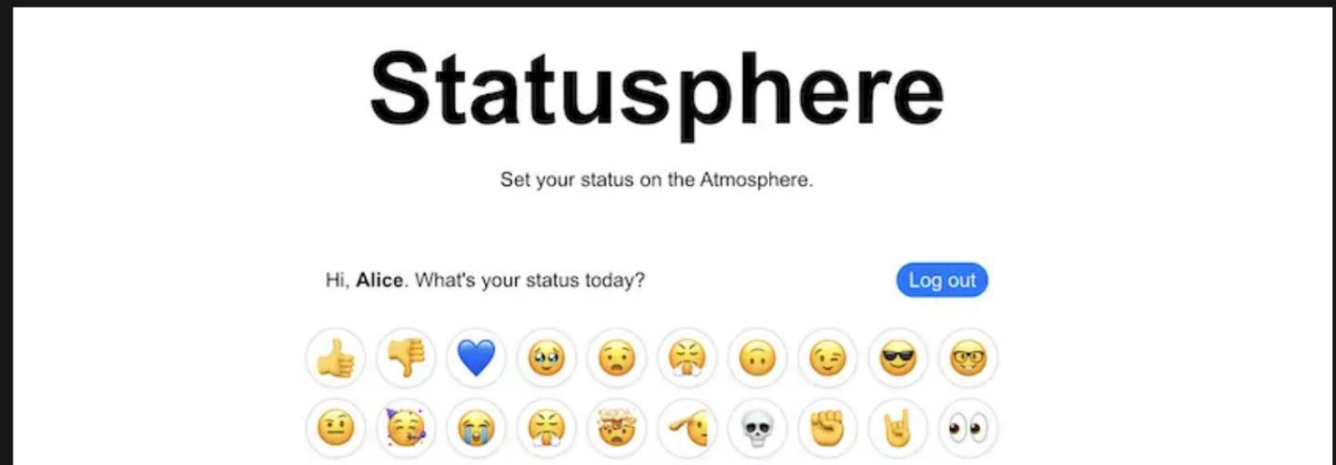 Statusphere
Set your status on the Atmosphere.
Hi, Alice. What's your status today?
Log out